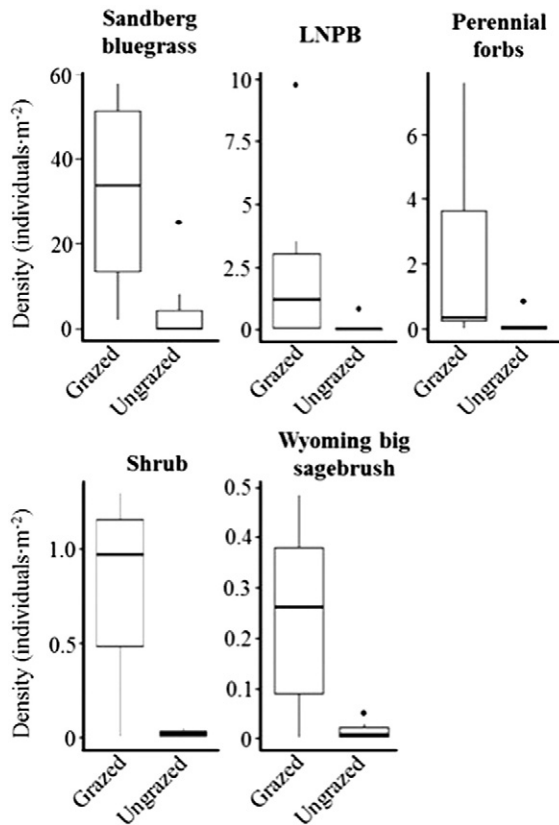 Sandberg
bluegrass
LNPB
Perennial
forbs
Density (individuals·m-2)
60
40
20
0
Grazed
Ungrazed
10
7.5
5
2.5
0
Grazed
Ungrazed
6
4
2
0
Grazed
Ungrazed
Shrub
Wyoming big
sagebrush
Density (individuals·m-2)
1.0
0.5
0
Grazed
Ungrazed
0.5
0.4
0.3
0.2
0.1
0
Grazed
Ungrazed